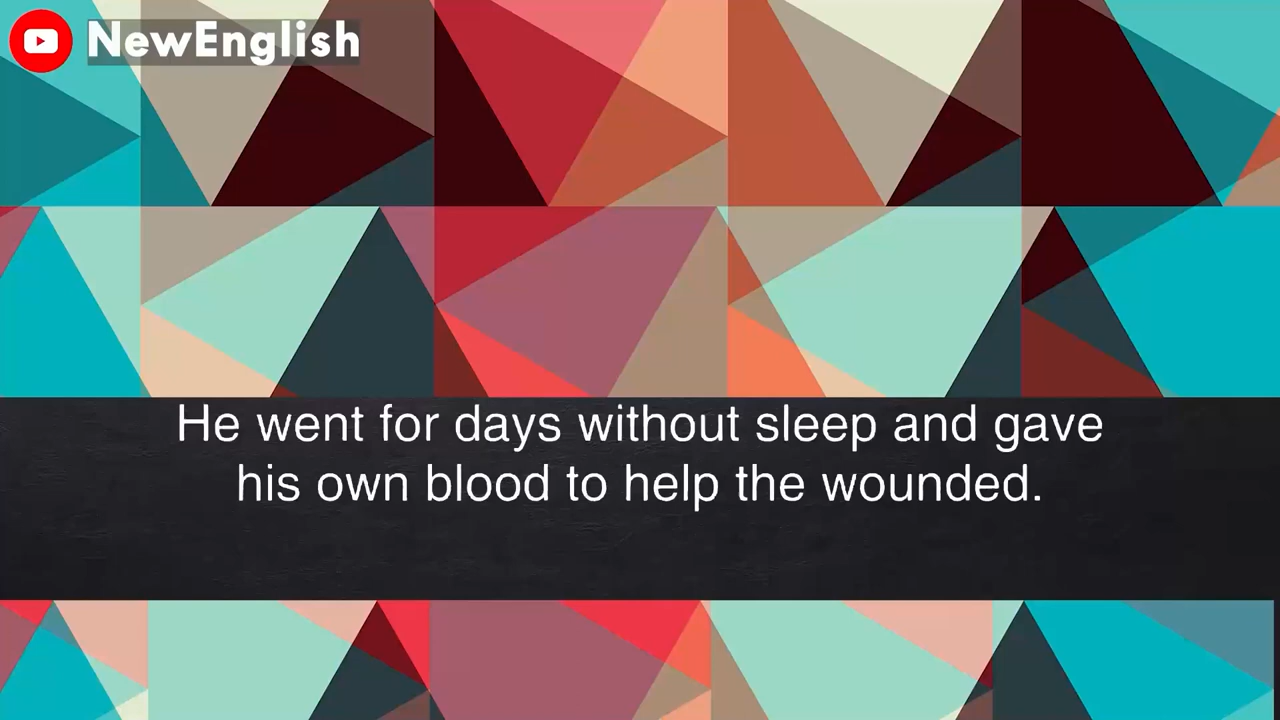 NewEnglish
He went for days without sleep and gave
his own blood to help the wounded.